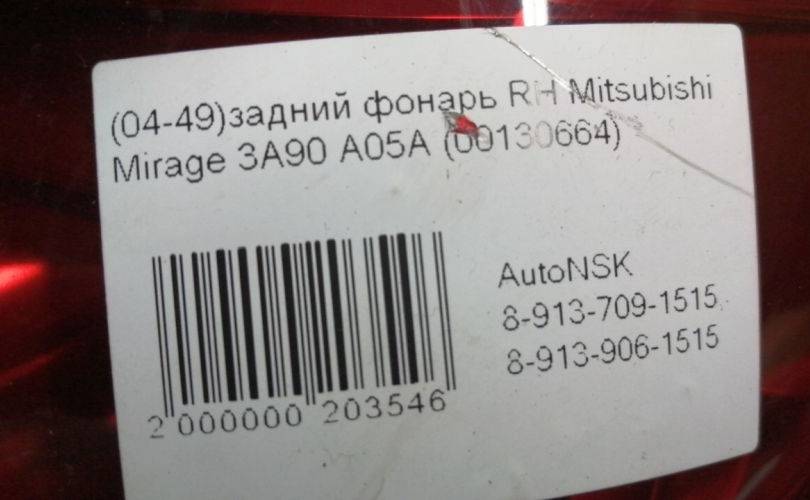 (04-49)задний фонарь RH Mitsubishi
Mirage 3A90 A05A (00130664)
AutoNSK
8-913-709-1515
8-913-906-1515
2 000000 203546